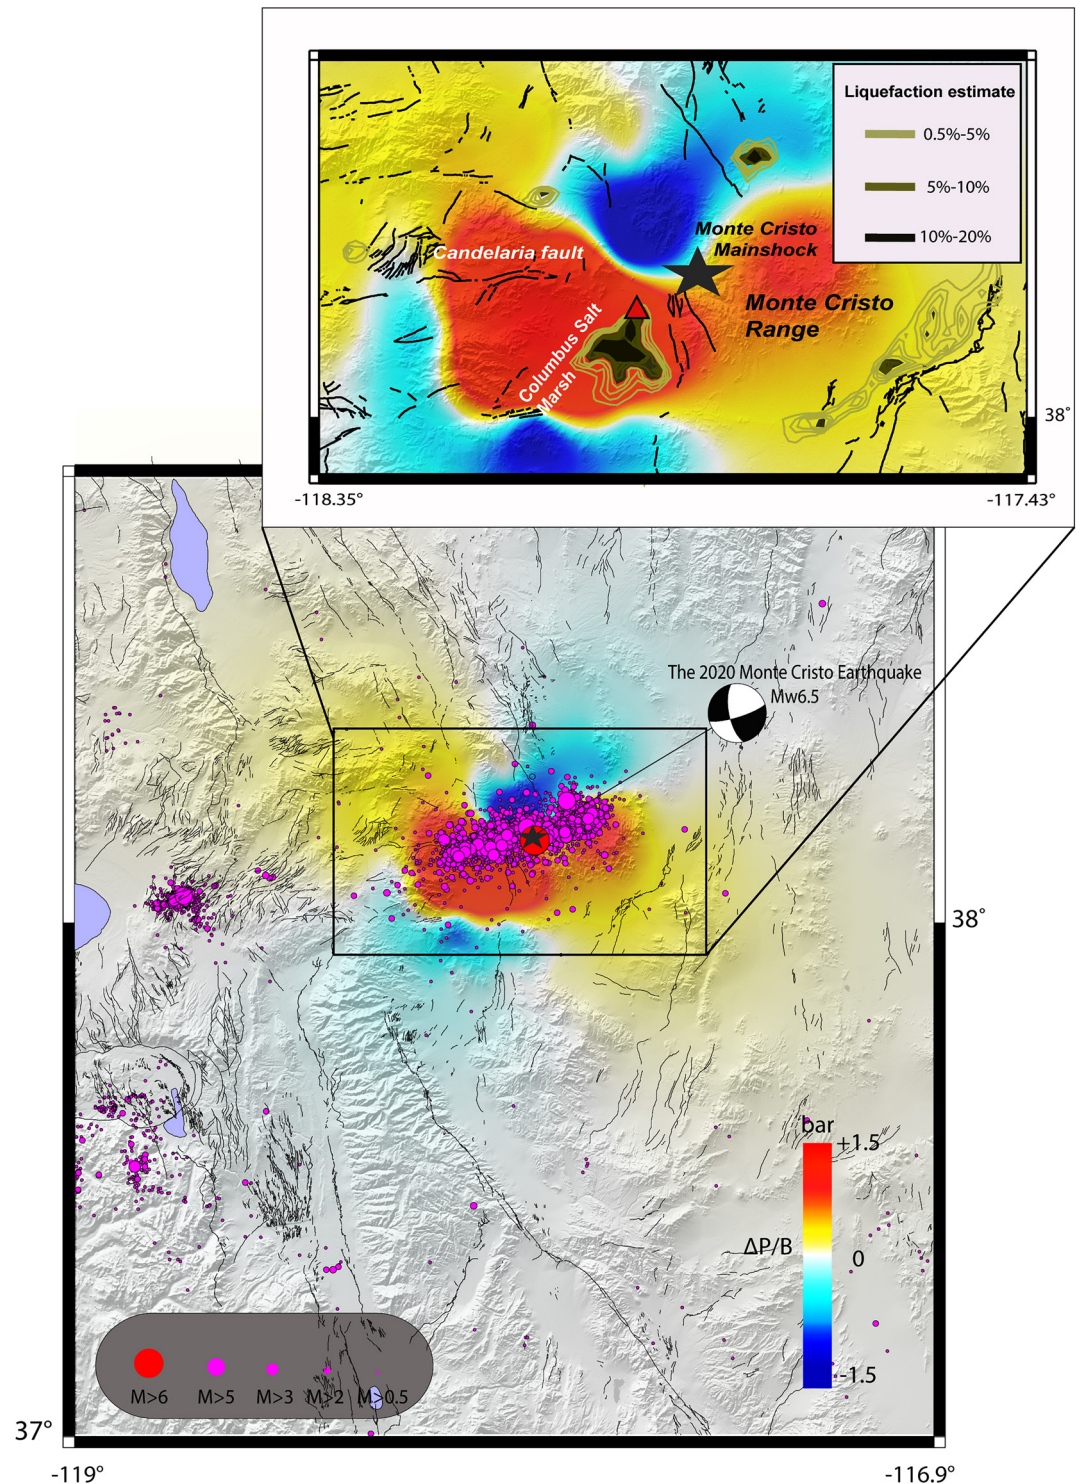 Liquefaction estimate
0.5%-5%
5%-10%
10%-20%
Monte Cristo
Mainshock
Candelaria fault
Monte Cristo
Range
Columbus Salt
Marsh
38°
-118.35°
-117.43°
The 2020 Monte Cristo Earthquake
Mw6.5
38°
bar
+1.5
ΔP/B
0
-1.5
M>6
M>5
M>3
M>2
M>0.5
37°
-119°
-116.9°